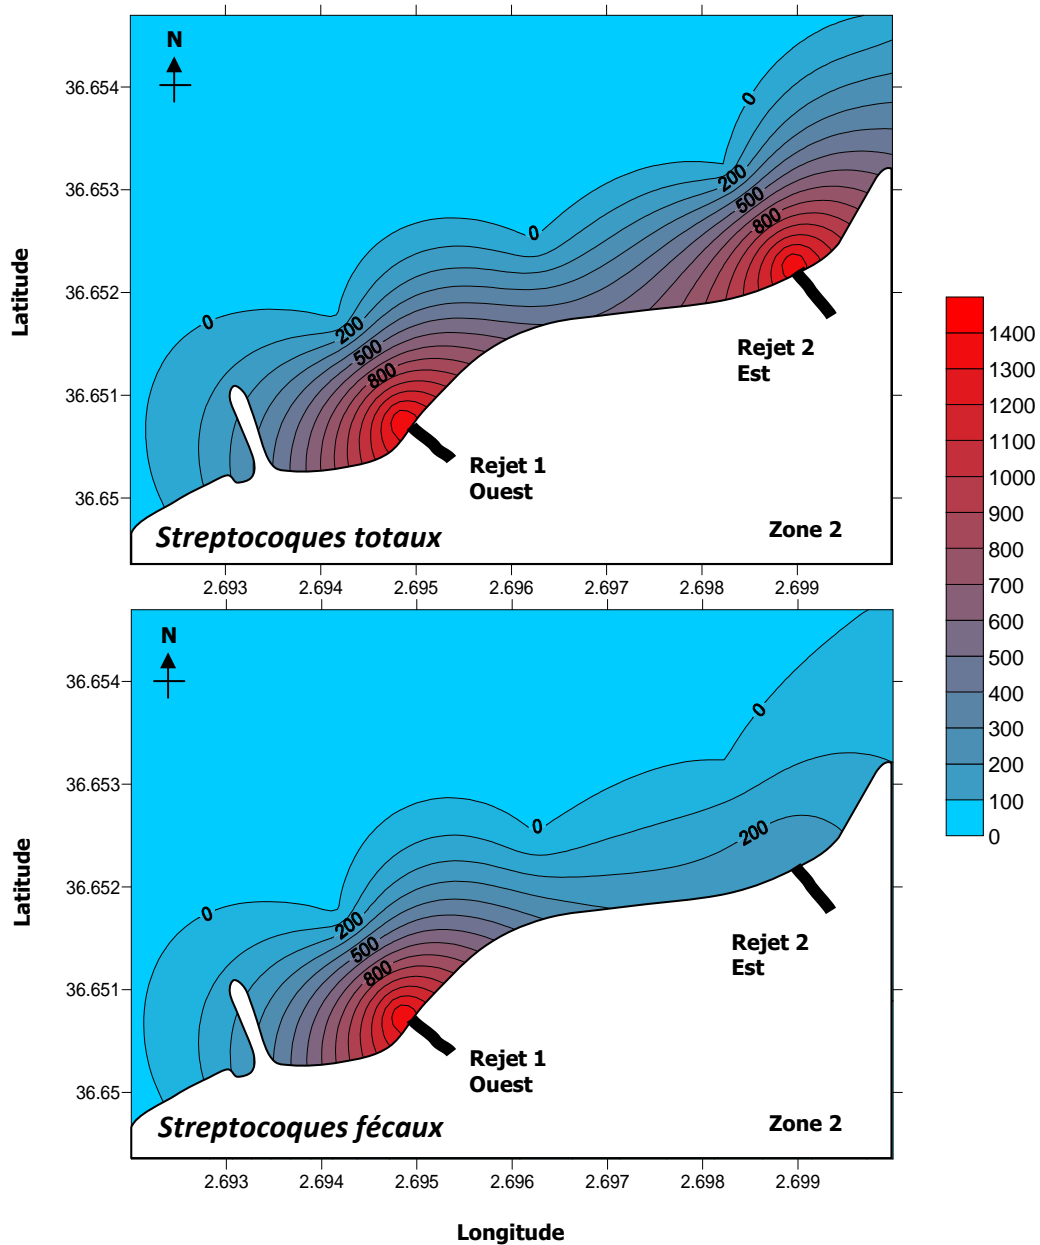 N
36.654
36.653
36.652
36.651
36.65
Latitude
0
200
500
800
0
0
200
500
800
Rejet 1
Ouest
Rejet 2
Est
Streptocoques totaux
Zone 2
2.693 2.694 2.695 2.696 2.697 2.698 2.699
1400
1300
1200
1100
1000
900
800
700
600
500
400
300
200
100
0
N
36.654
36.653
36.652
36.651
36.65
Latitude
0
200
500
800
0
0
200
Rejet 1
Ouest
Rejet 2
Est
Streptocoques fécaux
Zone 2
2.693 2.694 2.695 2.696 2.697 2.698 2.699
Longitude